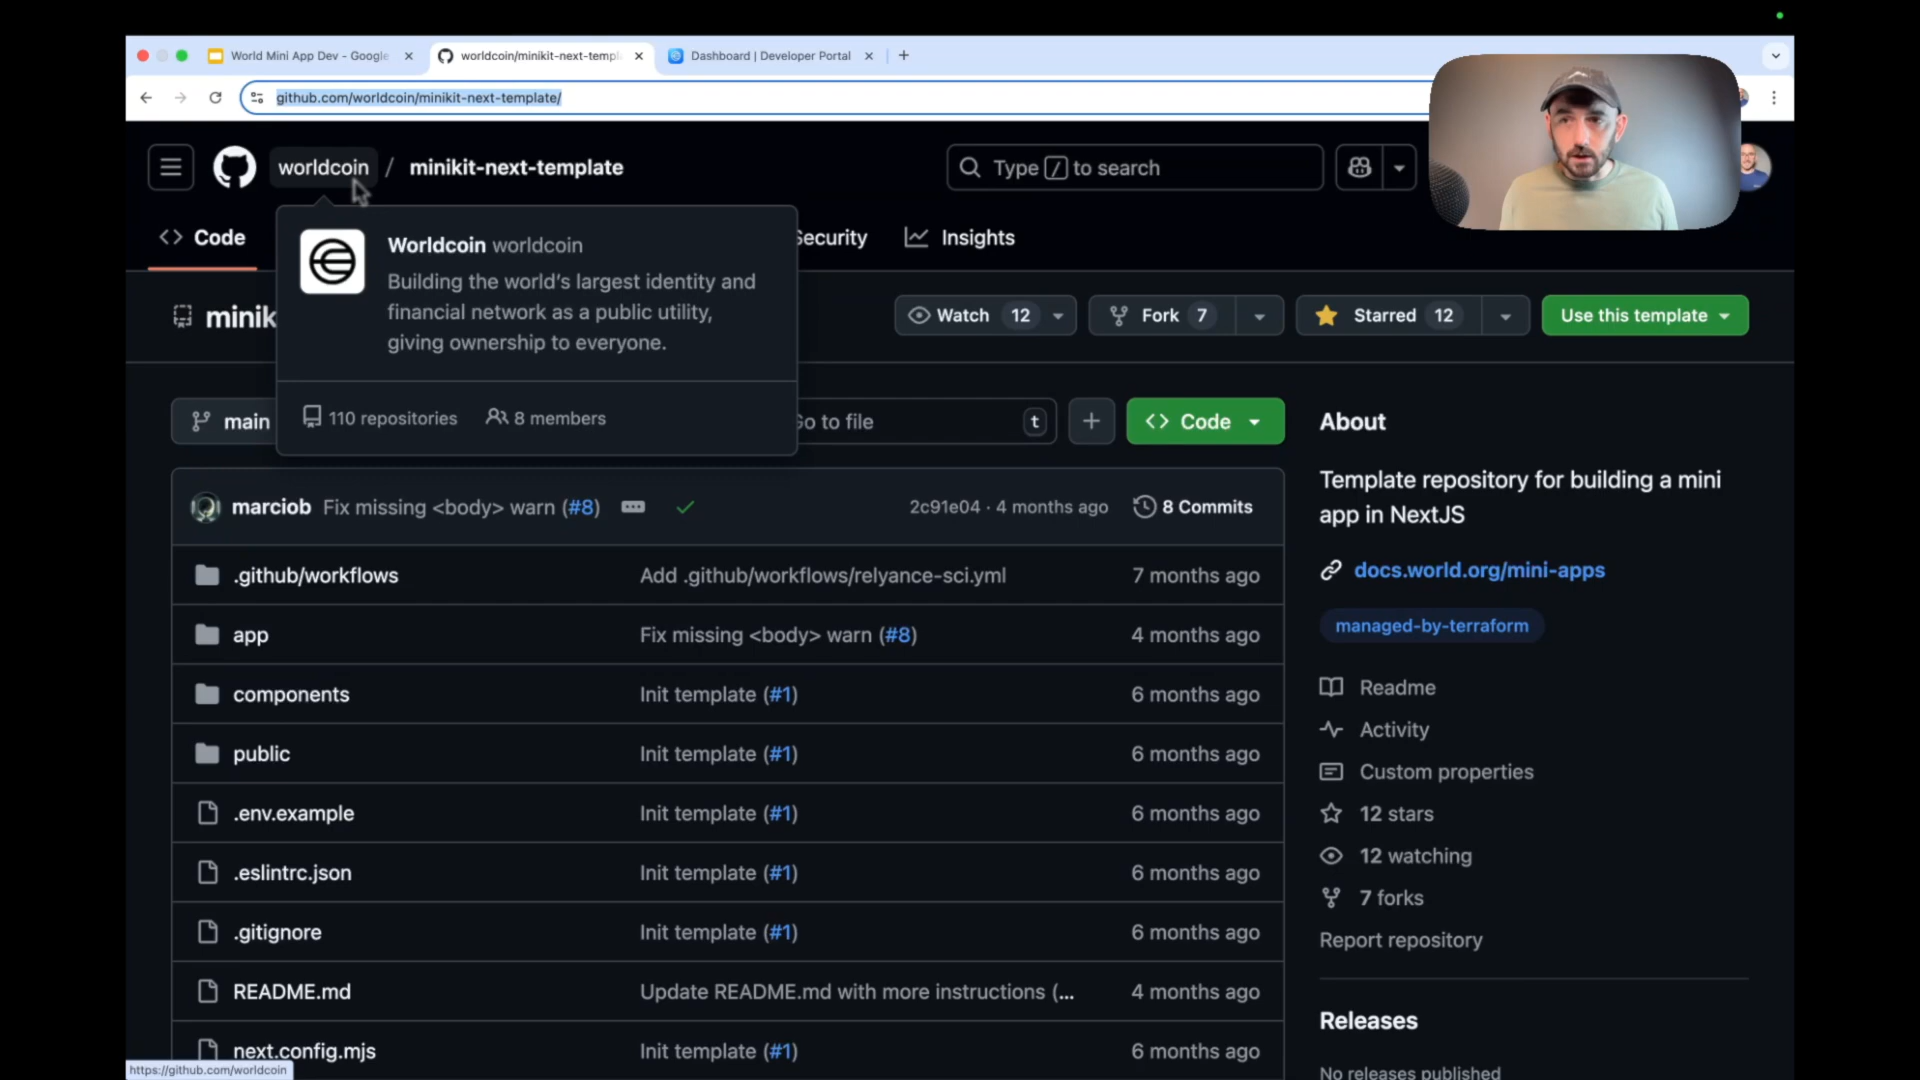 World Mini App Dev - Google
worldcoin/minikit-next-templ
Dashboard | Developer Portal
github.com/worldcoin/minikit-next-template/
worldcoin / minikit-next-template
Type / to search
Code
Security
Insights
Worldcoin worldcoin
Building the world's largest identity and
financial network as a public utility,
giving ownership to everyone.
110 repositories 8 members
minik
Watch 12
Fork 7
Starred 12
Use this template
main
Go to file
t
Code
marciob Fix missing <body> warn (#8) 2c91e04 · 4 months ago 8 Commits
.github/workflows Add .github/workflows/relyance-sci.yml 7 months ago
app Fix missing <body> warn (#8) 4 months ago
components Init template (#1) 6 months ago
public Init template (#1) 6 months ago
.env.example Init template (#1) 6 months ago
.eslintrc.json Init template (#1) 6 months ago
.gitignore Init template (#1) 6 months ago
README.md Update README.md with more instructions (... 4 months ago
next.config.mjs Init template (#1) 6 months ago
About
Template repository for building a mini
app in NextJS
docs.world.org/mini-apps
managed-by-terraform
Readme
Activity
Custom properties
12 stars
12 watching
7 forks
Report repository
Releases
No releases published
https://github.com/worldcoin